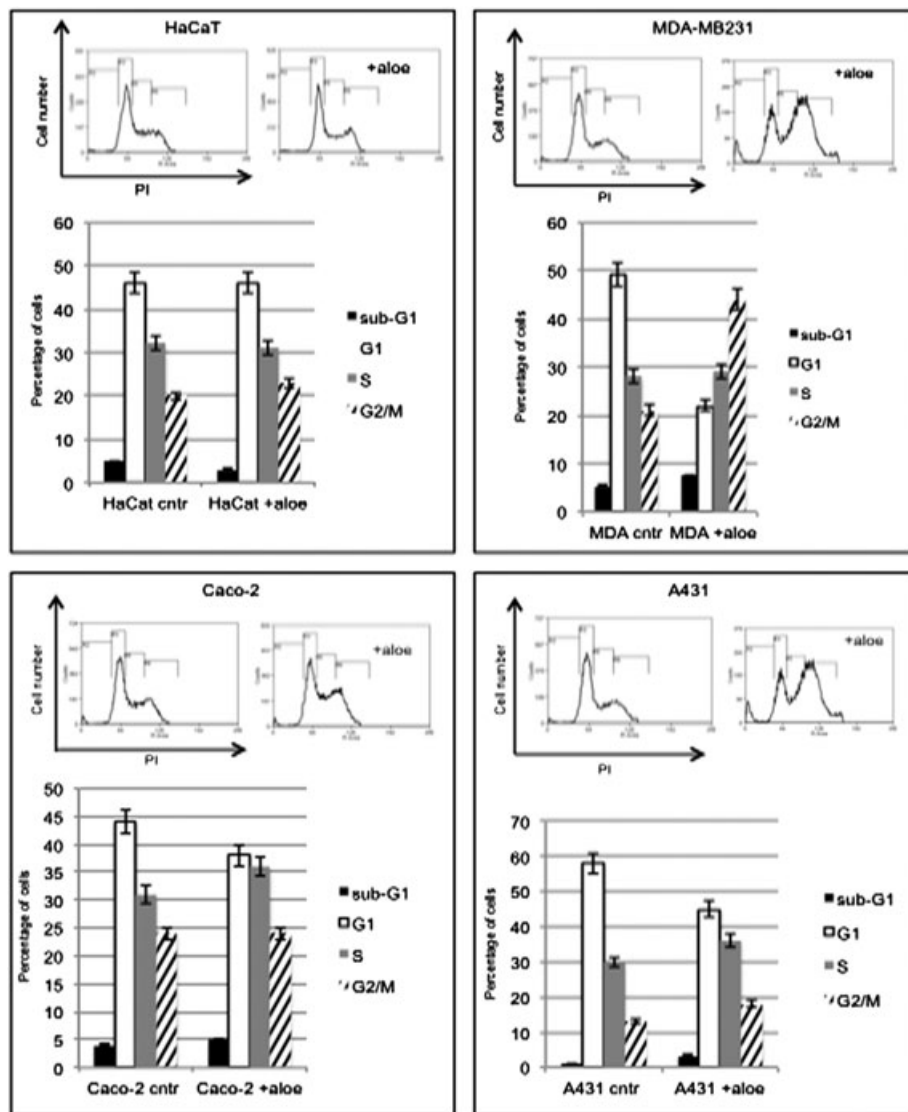 HaCaT
+aloe
Cell number
PI
Percentage of cells
60
50
40
30
20
10
0
HaCat cntr HaCat +aloe
sub-G1
G1
S
G2/M
MDA-MB231
+aloe
Cell number
PI
Percentage of cells
60
50
40
30
20
10
0
MDA cntr MDA +aloe
sub-G1
G1
S
G2/M
Caco-2
+aloe
Cell number
PI
Percentage of cells
50
45
40
35
30
25
20
15
10
5
0
Caco-2 cntr Caco-2 +aloe
sub-G1
G1
S
G2/M
A431
+aloe
Cell number
PI
Percentage of cells
70
60
50
40
30
20
10
0
A431 cntr A431 +aloe
sub-G1
G1
S
G2/M